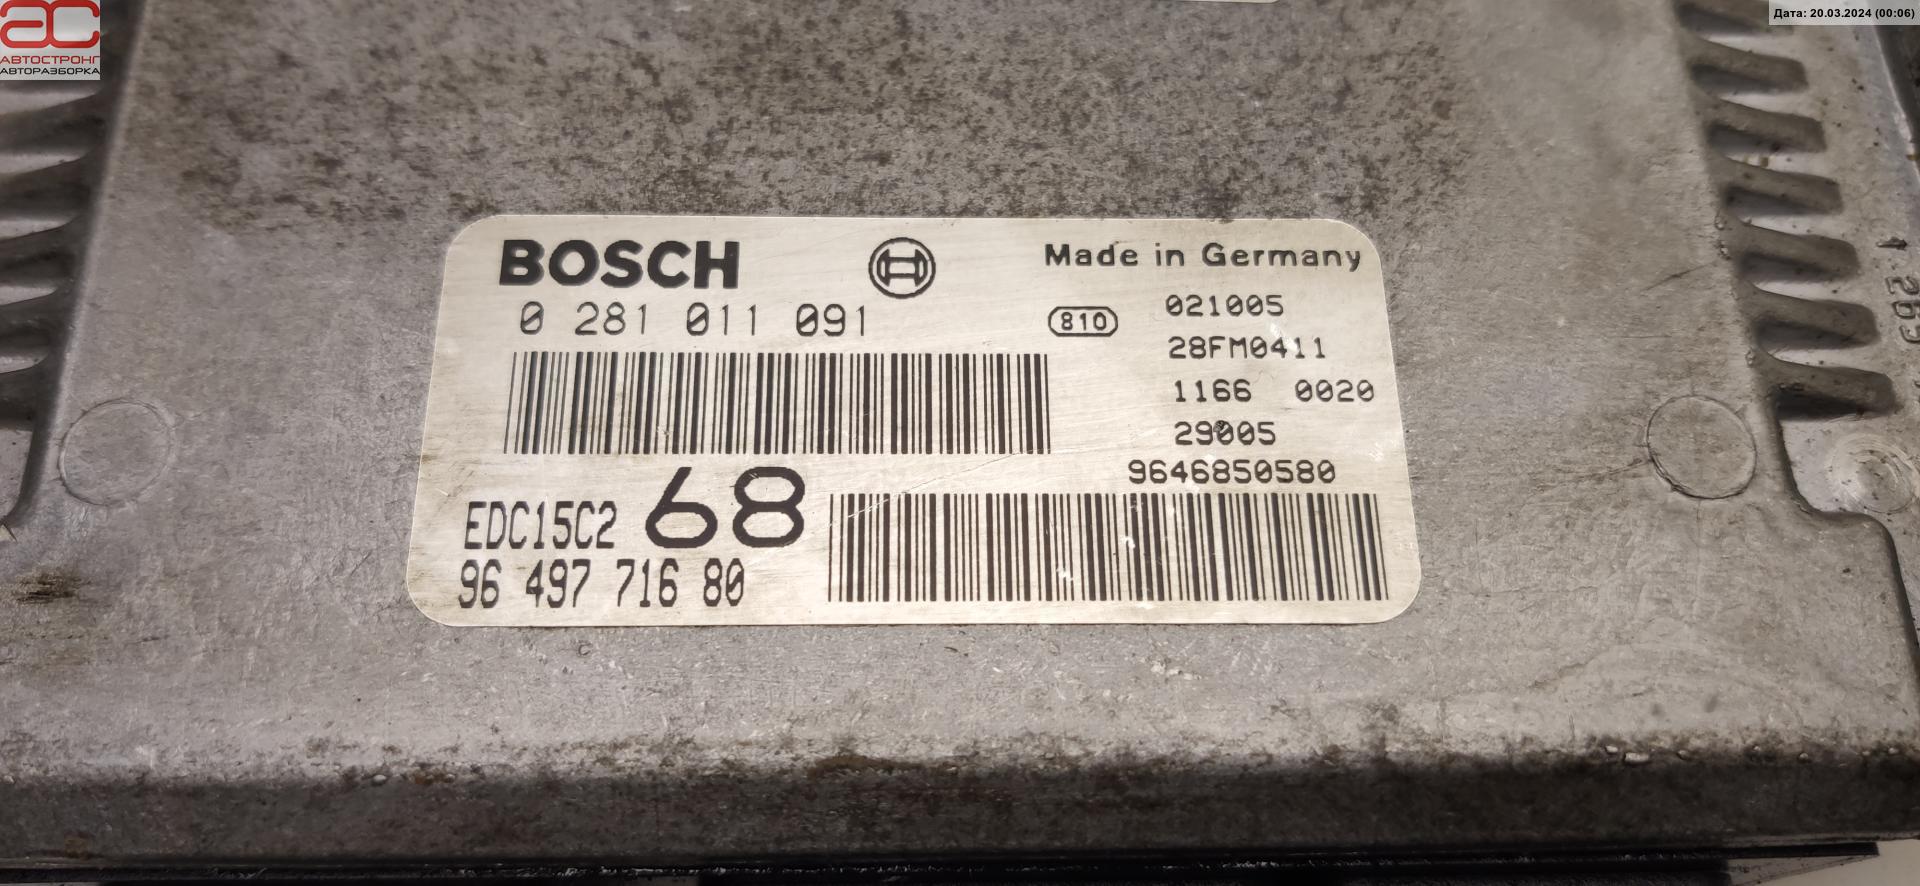 АС
АВТОСТРОНГ
АВТОРАЗБОРКА
Дата: 20.03.2024 (00:06)
BOSCH
Made in Germany
0 281 011 091
810
021005
28FM0411
1166 0020
29005
9646850580
EDC15C2 68
96 497 716 80